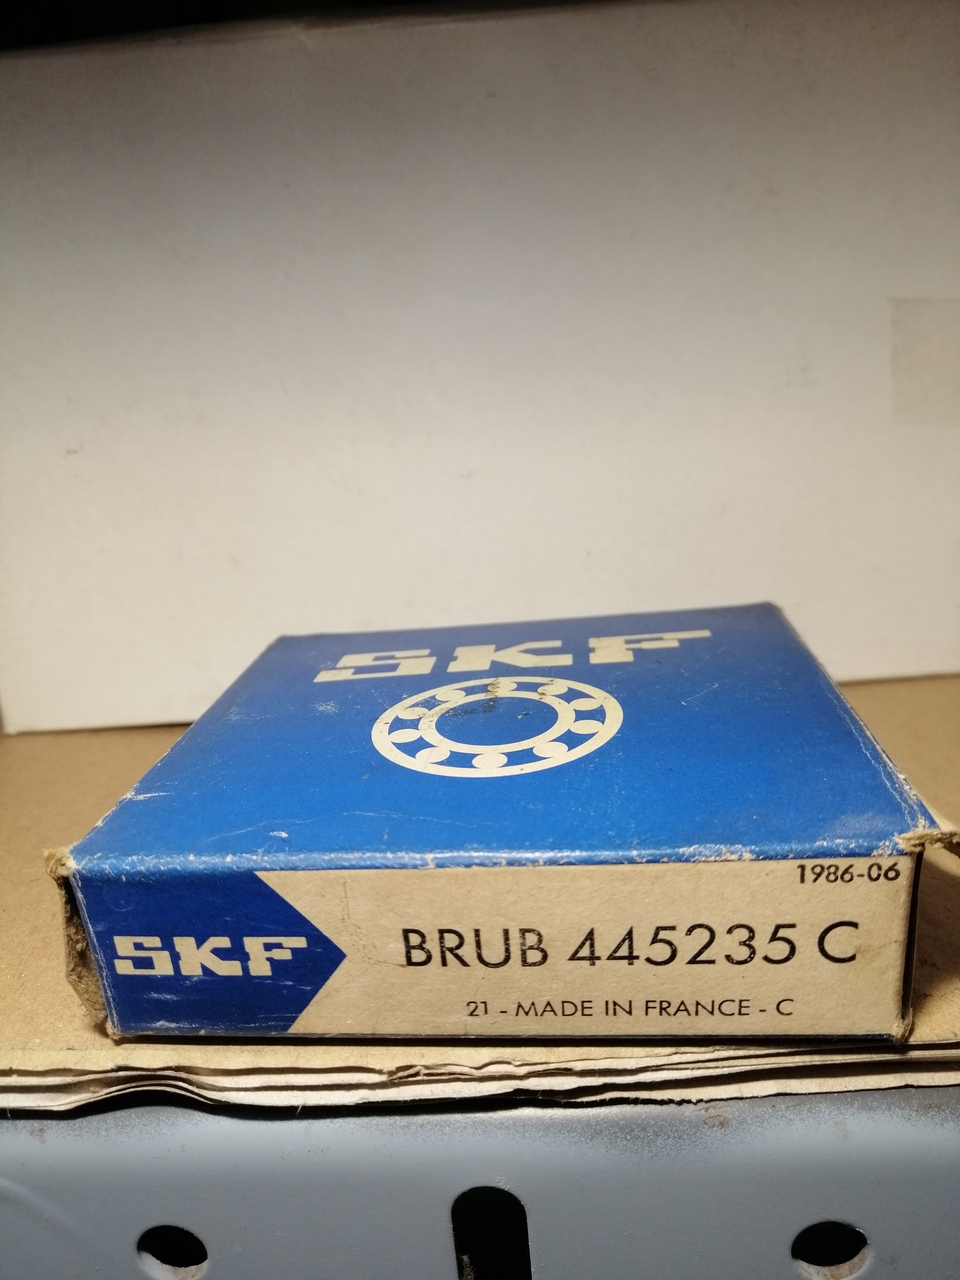 SKF
1986-06
SKF
BRUB 445235 C
21 - MADE IN FRANCE - C